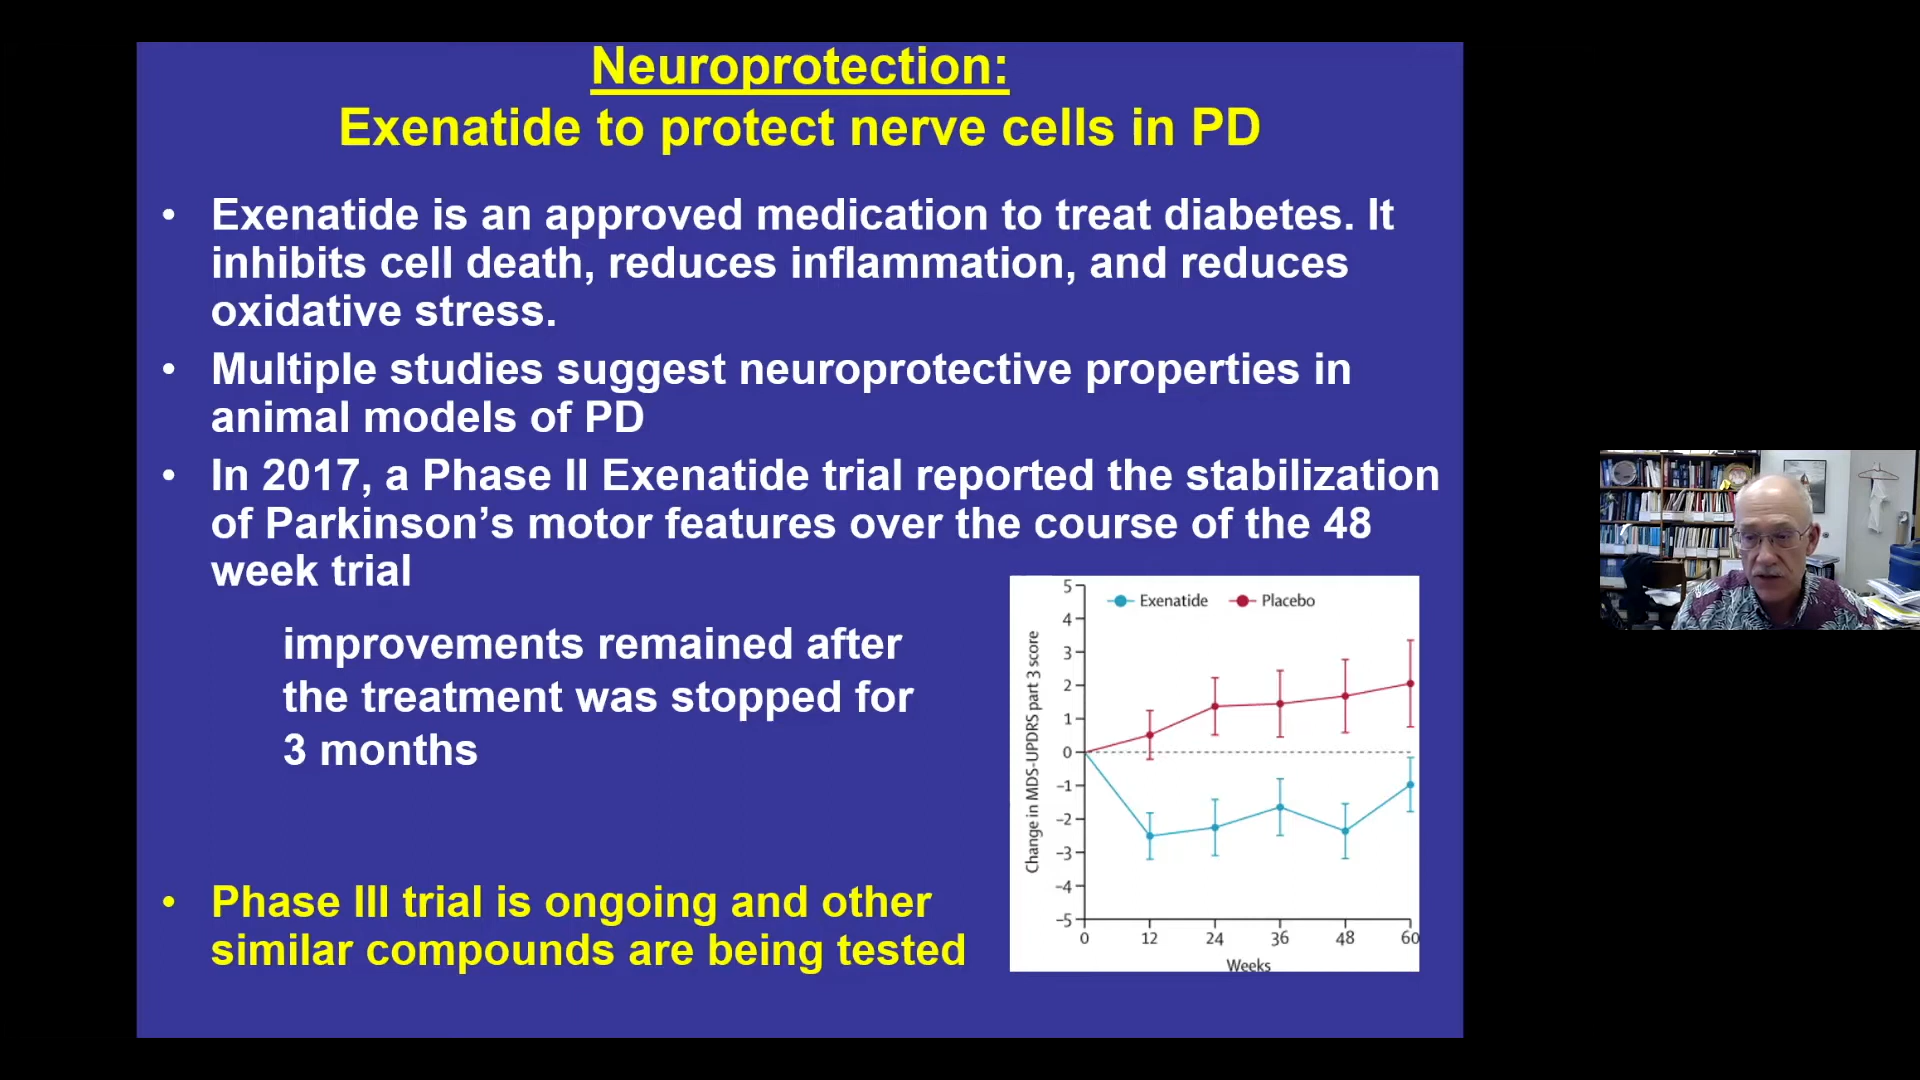 Neuroprotection:
Exenatide to protect nerve cells in PD
• Exenatide is an approved medication to treat diabetes. It
inhibits cell death, reduces inflammation, and reduces
oxidative stress.
• Multiple studies suggest neuroprotective properties in
animal models of PD
• In 2017, a Phase II Exenatide trial reported the stabilization
of Parkinson’s motor features over the course of the 48
week trial
improvements remained after
the treatment was stopped for
3 months
• Phase III trial is ongoing and other
similar compounds are being tested
Exenatide Placebo
Change in MDS-UPDRS part 3 score
5
4
3
2
1
0
−1
−2
−3
−4
−5
0 12 24 36 48 60
Weeks